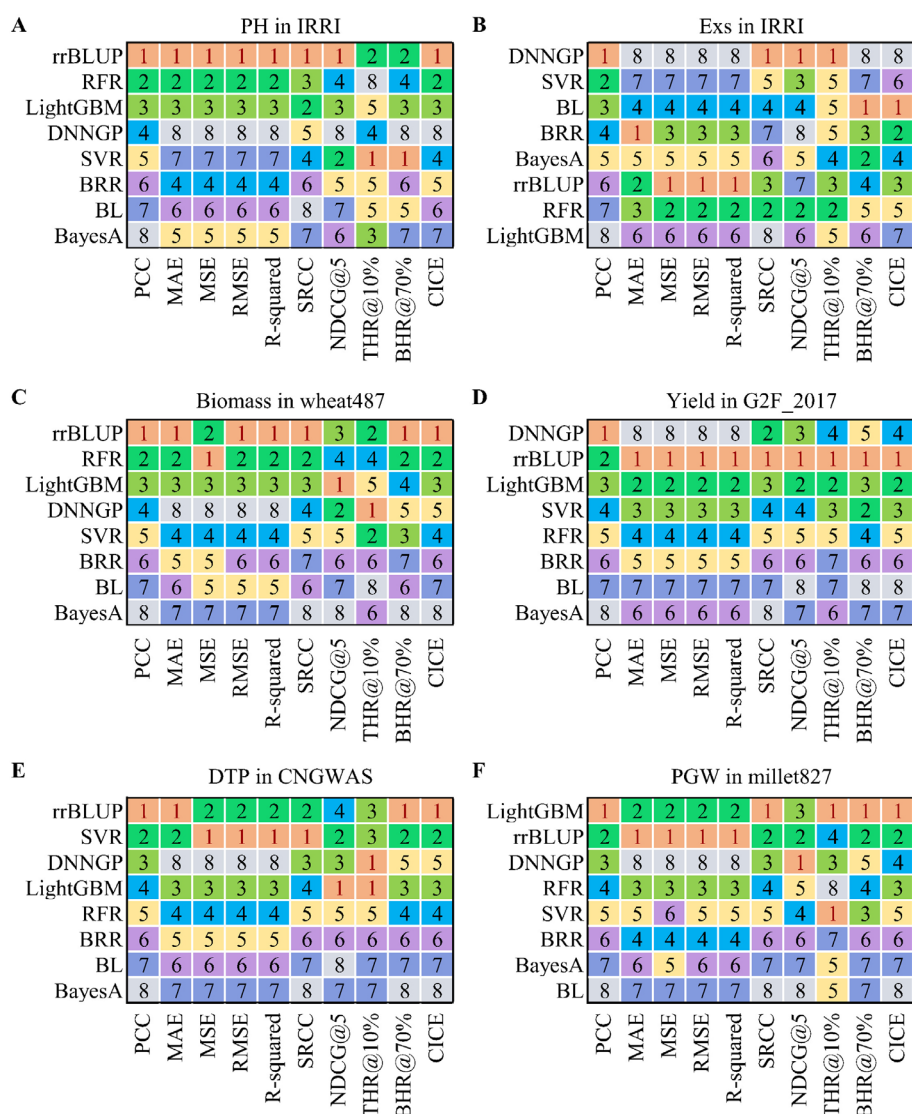 A PH in IRRI
rrBLUP 1 1 1 1 1 1 1 2 2 1
RFR 2 2 2 2 2 3 4 8 4 2
LightGBM 3 3 3 3 3 2 3 5 3 3
DNNGP 4 8 8 8 8 5 8 4 8 8
SVR 5 7 7 7 7 4 2 1 1 4
BRR 6 4 4 4 4 6 5 5 6 5
BL 7 6 6 6 6 8 7 5 5 6
BayesA 8 5 5 5 5 7 6 3 7 7
PCC MAE MSE RMSE R-squared SRCC NDCG@5 THR@10% BHR@70% CICE
B Exs in IRRI
DNNGP 1 8 8 8 8 1 1 1 8 8
SVR 2 7 7 7 7 5 3 5 7 6
BL 3 4 4 4 4 4 4 5 1 1
BRR 4 1 3 3 3 7 8 5 3 2
BayesA 5 5 5 5 5 6 5 4 2 4
rrBLUP 6 2 1 1 1 3 7 3 4 3
RFR 7 3 2 2 2 2 2 2 5 5
LightGBM 8 6 6 6 6 8 6 5 6 7
PCC MAE MSE RMSE R-squared SRCC NDCG@5 THR@10% BHR@70% CICE
C Biomass in wheat487
rrBLUP 1 1 2 1 1 1 3 2 1 1
RFR 2 2 1 2 2 2 4 4 2 2
LightGBM 3 3 3 3 3 3 1 5 4 3
DNNGP 4 8 8 8 8 4 2 1 5 5
SVR 5 4 4 4 4 5 5 2 3 4
BRR 6 5 5 6 6 7 6 6 7 6
BL 7 6 5 5 5 6 7 8 6 7
BayesA 8 7 7 7 7 8 8 6 8 8
PCC MAE MSE RMSE R-squared SRCC NDCG@5 THR@10% BHR@70% CICE
D Yield in G2F_2017
DNNGP 1 8 8 8 8 2 3 4 5 4
rrBLUP 2 1 1 1 1 1 1 1 1 1
LightGBM 3 2 2 2 2 3 2 2 3 2
SVR 4 3 3 3 3 4 4 3 2 3
RFR 5 4 4 4 4 5 5 5 4 5
BRR 6 5 5 5 5 6 6 7 6 6
BL 7 7 7 7 7 7 8 7 8 8
BayesA 8 6 6 6 6 8 7 6 7 7
PCC MAE MSE RMSE R-squared SRCC NDCG@5 THR@10% BHR@70% CICE
E DTP in CNGWAS
rrBLUP 1 1 2 2 2 2 4 3 1 1
SVR 2 2 1 1 1 1 2 3 2 2
DNNGP 3 8 8 8 8 3 3 1 5 5
LightGBM 4 3 3 3 3 4 1 1 3 3
RFR 5 4 4 4 4 5 5 5 4 4
BRR 6 5 5 5 5 6 6 6 6 6
BL 7 6 6 6 6 7 8 7 7 7
BayesA 8 7 7 7 7 8 7 7 8 8
PCC MAE MSE RMSE R-squared SRCC NDCG@5 THR@10% BHR@70% CICE
F PGW in millet827
LightGBM 1 2 2 2 2 1 3 1 1 1
rrBLUP 2 1 1 1 1 2 2 4 2 2
DNNGP 3 8 8 8 8 3 1 3 5 4
RFR 4 3 3 3 3 4 5 8 4 3
SVR 5 5 6 5 5 5 4 1 3 5
BRR 6 4 4 4 4 6 6 7 6 6
BayesA 7 6 5 6 6 7 7 5 7 7
BL 8 7 7 7 7 8 8 5 7 8
PCC MAE MSE RMSE R-squared SRCC NDCG@5 THR@10% BHR@70% CICE